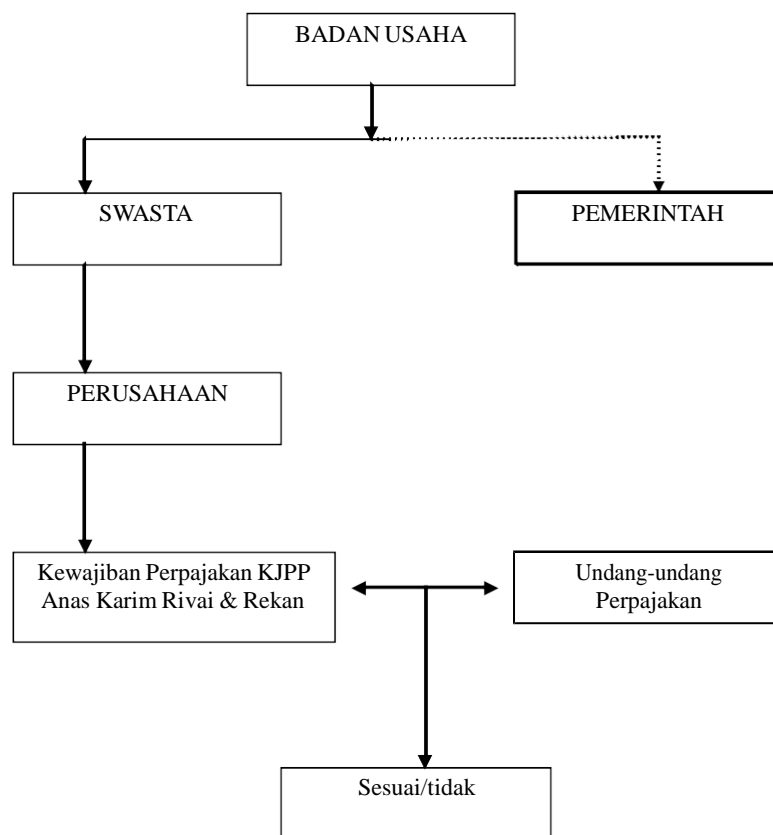 BADAN USAHA
SWASTA
PEMERINTAH
PERUSAHAAN
Kewajiban Perpajakan KJPP
Anas Karim Rivai & Rekan
Undang-undang
Perpajakan
Sesuai/tidak